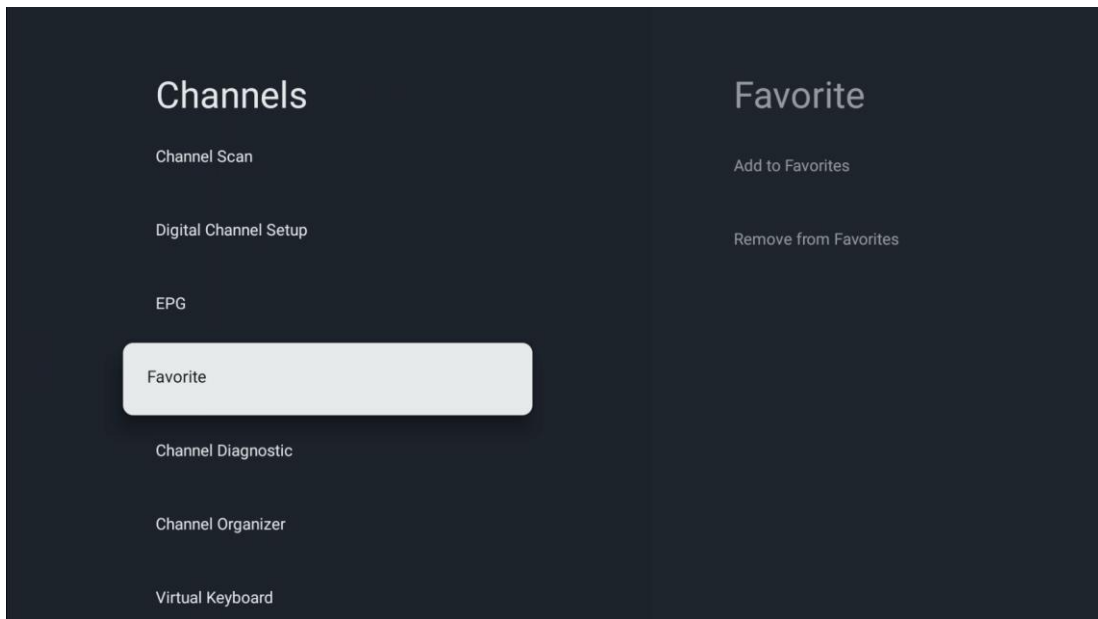 Channels
Channel Scan
Digital Channel Setup
EPG
Favorite
Channel Diagnostic
Channel Organizer
Virtual Keyboard
Favorite
Add to Favorites
Remove from Favorites